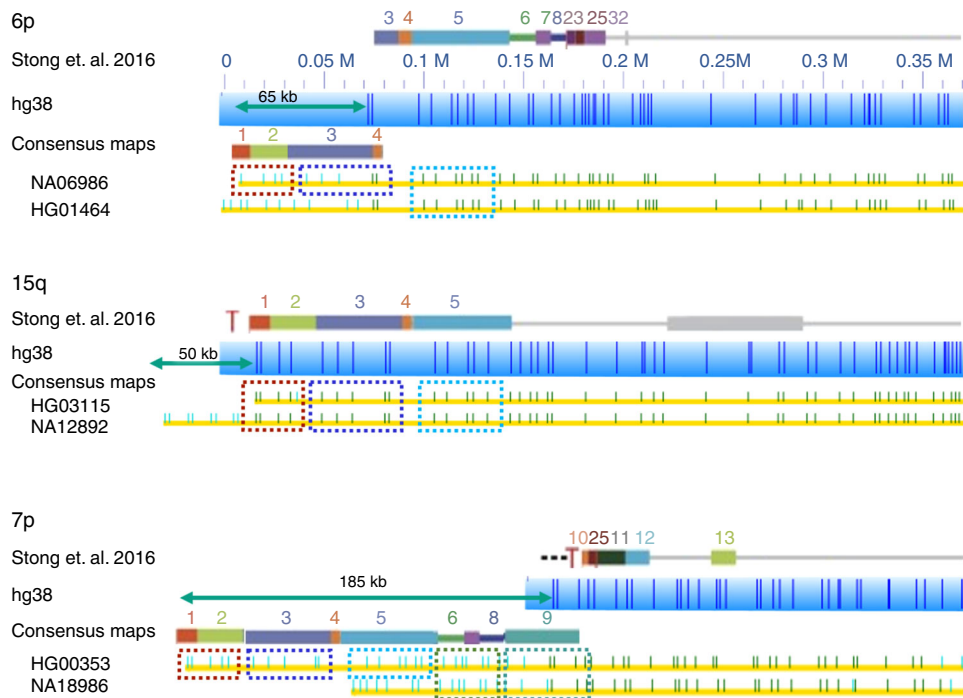 6p
3 4 5 6 7 8 23 25 32
Stong et. al. 2016
0 0.05 M 0.1 M 0.15 M 0.2 M 0.25M 0.3 M 0.35 M
hg38
65 kb
Consensus maps
1 2 3 4
NA06986
HG01464
15q
1 2 3 4 5
Stong et. al. 2016
T
hg38
50 kb
Consensus maps
HG03115
NA12892
7p
10 25 11 12 13
Stong et. al. 2016
T
185 kb
hg38
Consensus maps
1 2 3 4 5 6 8 9
HG00353
NA18986